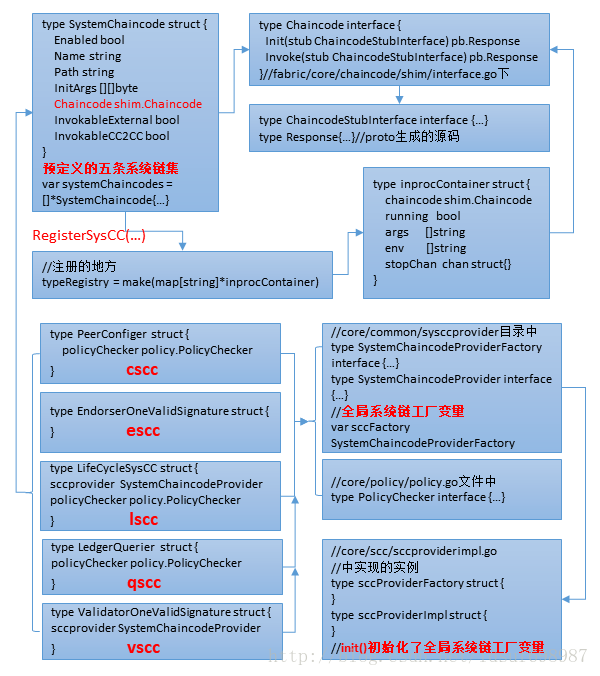 type SystemChaincode struct {
Enabled bool
Name string
Path string
InitArgs [][]byte
Chaincode shim.Chaincode
InvokableExternal bool
InvokableCC2CC bool
}
预定义的五条系统链集
var systemChaincodes =
[]*SystemChaincode{...}
type Chaincode interface {
Init(stub ChaincodeStubInterface) pb.Response
Invoke(stub ChaincodeStubInterface) pb.Response
}//fabric/core/chaincode/shim/interface.go下
type ChaincodeStubInterface interface {...}
type Response{...}//proto生成的源码
RegisterSysCC(...)
//注册的地方
typeRegistry = make(map[string]*inprocContainer)
type inprocContainer struct {
chaincode shim.Chaincode
running bool
args []string
env []string
stopChan chan struct{}
}
type PeerConfiger struct {
policyChecker policy.PolicyChecker
} cscc
type EndorserOneValidSignature struct {
} escc
type LifeCycleSysCC struct {
sccprovider SystemChaincodeProvider
policyChecker policy.PolicyChecker
} lscc
type LedgerQuerier struct {
policyChecker policy.PolicyChecker
} qscc
type ValidatorOneValidSignature struct {
sccprovider SystemChaincodeProvider
} vscc
//core/common/sysccprovider目录中
type SystemChaincodeProviderFactory
interface {...}
type SystemChaincodeProvider interface
{...}
//全局系统链工厂变量
var sccFactory
SystemChaincodeProviderFactory
//core/policy/policy.go文件中
type PolicyChecker interface {...}
//core/scc/sccproviderimpl.go
//中实现的实例
type sccProviderFactory struct {
}
type sccProviderImpl struct {
}
//init()初始化了全局系统链工厂变量